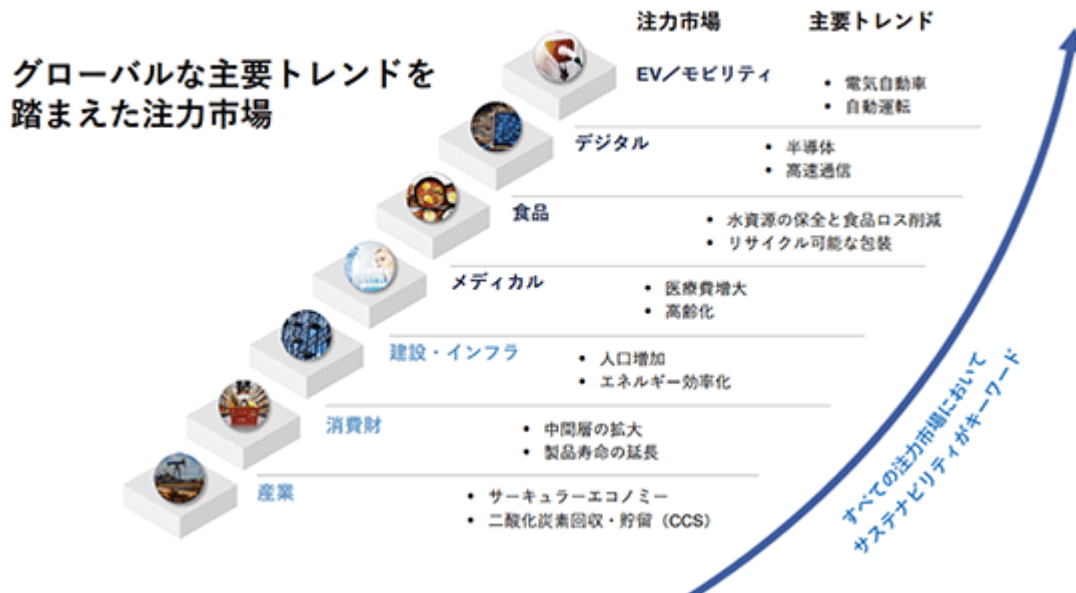 グローバルな主要トレンドを
踏まえた注力市場
注力市場
主要トレンド
EV／モビリティ
• 電気自動車
• 自動運転
デジタル
• 半導体
• 高速通信
食品
• 水資源の保全と食品ロス削減
• リサイクル可能な包装
メディカル
• 医療費増大
• 高齢化
建設・インフラ
• 人口増加
• エネルギー効率化
消費財
• 中間層の拡大
• 製品寿命の延長
産業
• サーキュラーエコノミー
• 二酸化炭素回収・貯留（CCS）
すべての注力市場において
サステナビリティがキーワード